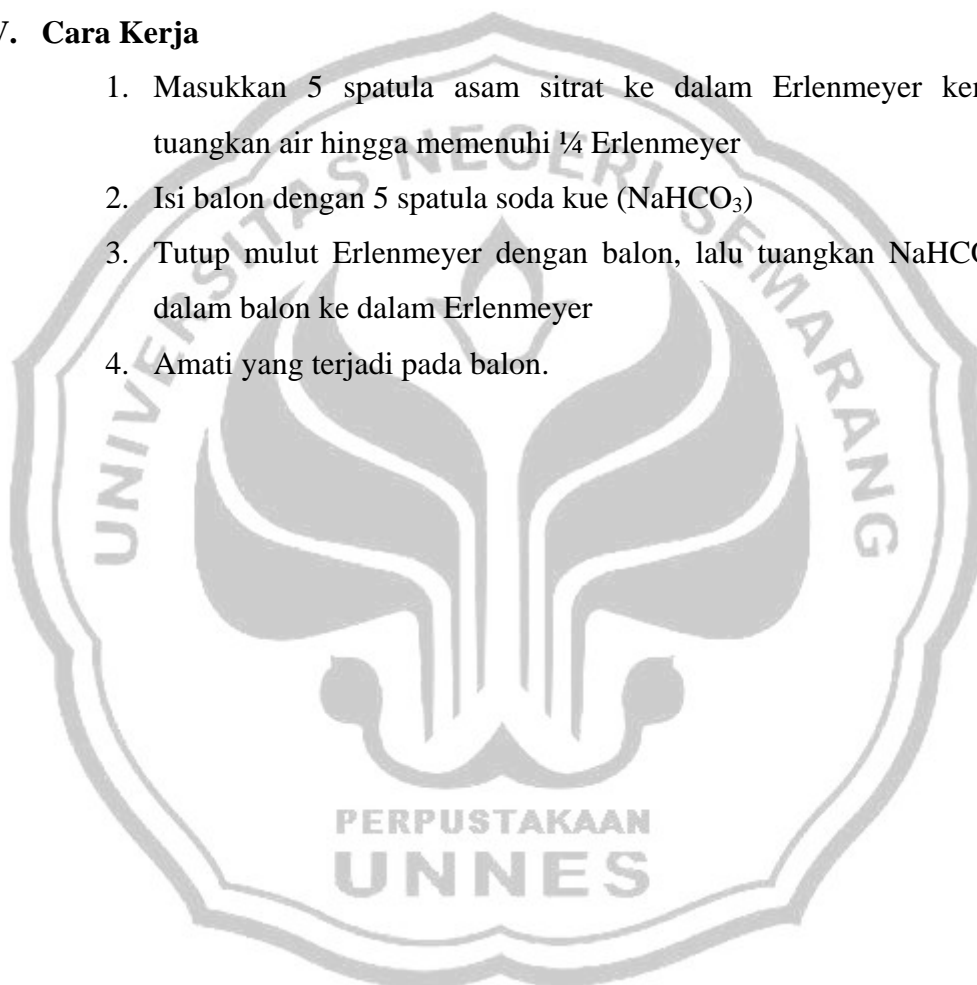 V. Cara Kerja
1. Masukkan 5 spatula asam sitrat ke dalam Erlenmeyer
tuangkan air hingga memenuhi ¼ Erlenmeyer
2. Isi balon dengan 5 spatula soda kue (NaHCO₃)
3. Tutup mulut Erlenmeyer dengan balon, lalu tuangkan
dalam balon ke dalam Erlenmeyer
4. Amati yang terjadi pada balon.
UNIVERSITAS NEGERI SEMARANG
PERPUSTAKAAN
UNNES